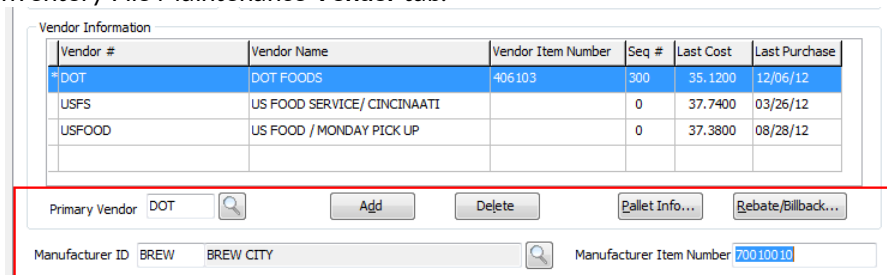 Inventory File Maintenance Vendor tab.
Vendor Information
Vendor # Vendor Name Vendor Item Number Seq # Last Cost Last Purchase
*DOT DOT FOODS 406103 300 35.1200 12/06/12
USFS US FOOD SERVICE/ CINCINAATI 0 37.7400 03/26/12
USFOOD US FOOD / MONDAY PICK UP 0 37.3800 08/28/12
Primary Vendor DOT Add Delete Pallet Info... Rebate/Billback...
Manufacturer ID BREW BREW CITY Manufacturer Item Number 70010010